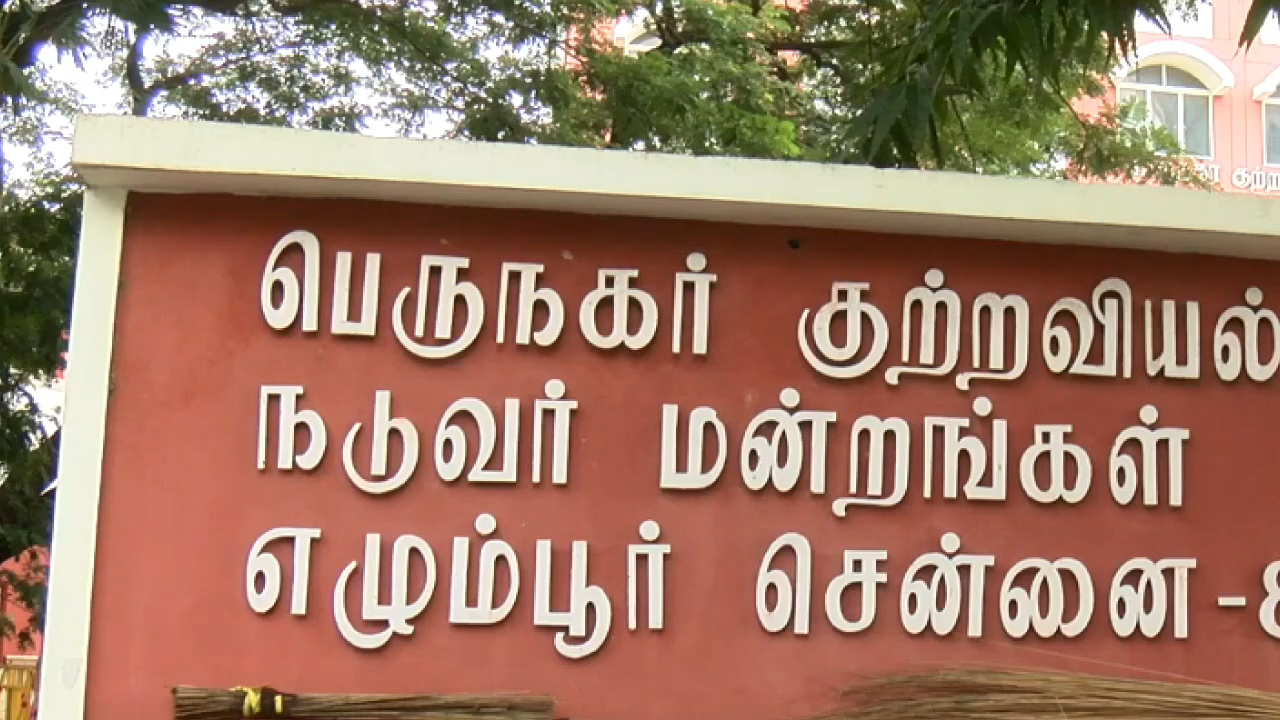 பெருநகர் குற்றவியல்
நடுவர் மன்றங்கள்
எழும்பூர் சென்னை -